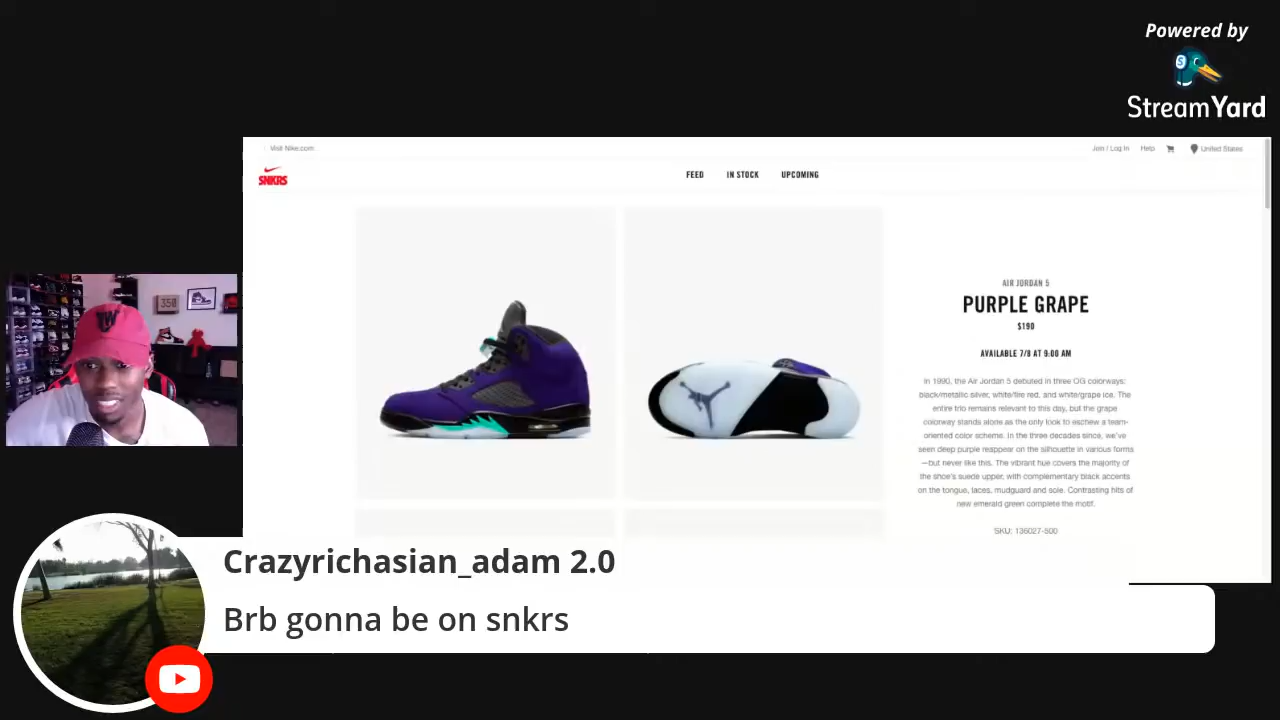 Powered by
StreamYard
Visit Nike.com
Join / Log In Help United States
SNKRS
FEED IN STOCK UPCOMING
AIR JORDAN 5
PURPLE GRAPE
$190
AVAILABLE 7/8 AT 9:00 AM
In 1990, the Air Jordan 5 debuted in three OG colorways:
black/metallic silver, white/fire red, and white/grape ice. The
entire trio remains relevant to this day, but the grape
colorway stands alone as the only look to eschew a team-
oriented color scheme. In the three decades since, we've
seen deep purple reappear on the silhouette in various forms
—but never like this. The vibrant hue covers the majority of
the shoe's suede upper, with complementary black accents
on the tongue, laces, mudguard and sole. Contrasting hits of
new emerald green complete the motif.
SKU: 136027-500
350
Crazyrichasian_adam 2.0
Brb gonna be on snkrs